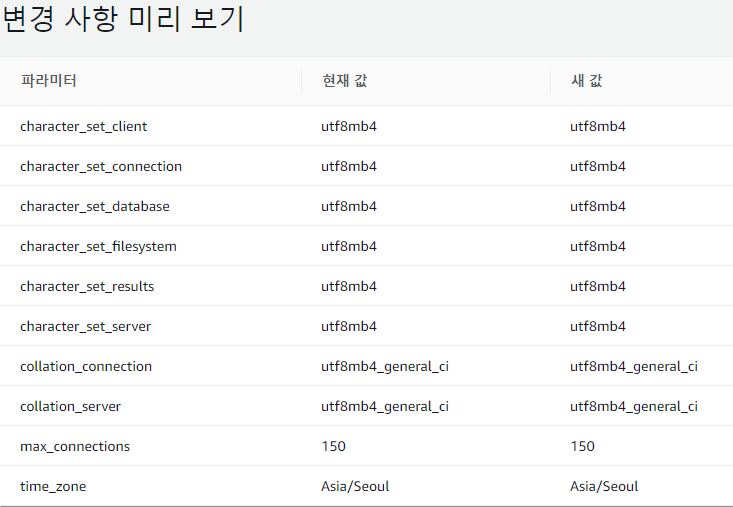 변경 사항 미리 보기
파라미터 현재 값 새 값
character_set_client utf8mb4 utf8mb4
character_set_connection utf8mb4 utf8mb4
character_set_database utf8mb4 utf8mb4
character_set_filesystem utf8mb4 utf8mb4
character_set_results utf8mb4 utf8mb4
character_set_server utf8mb4 utf8mb4
collation_connection utf8mb4_general_ci utf8mb4_general_ci
collation_server utf8mb4_general_ci utf8mb4_general_ci
max_connections 150 150
time_zone Asia/Seoul Asia/Seoul